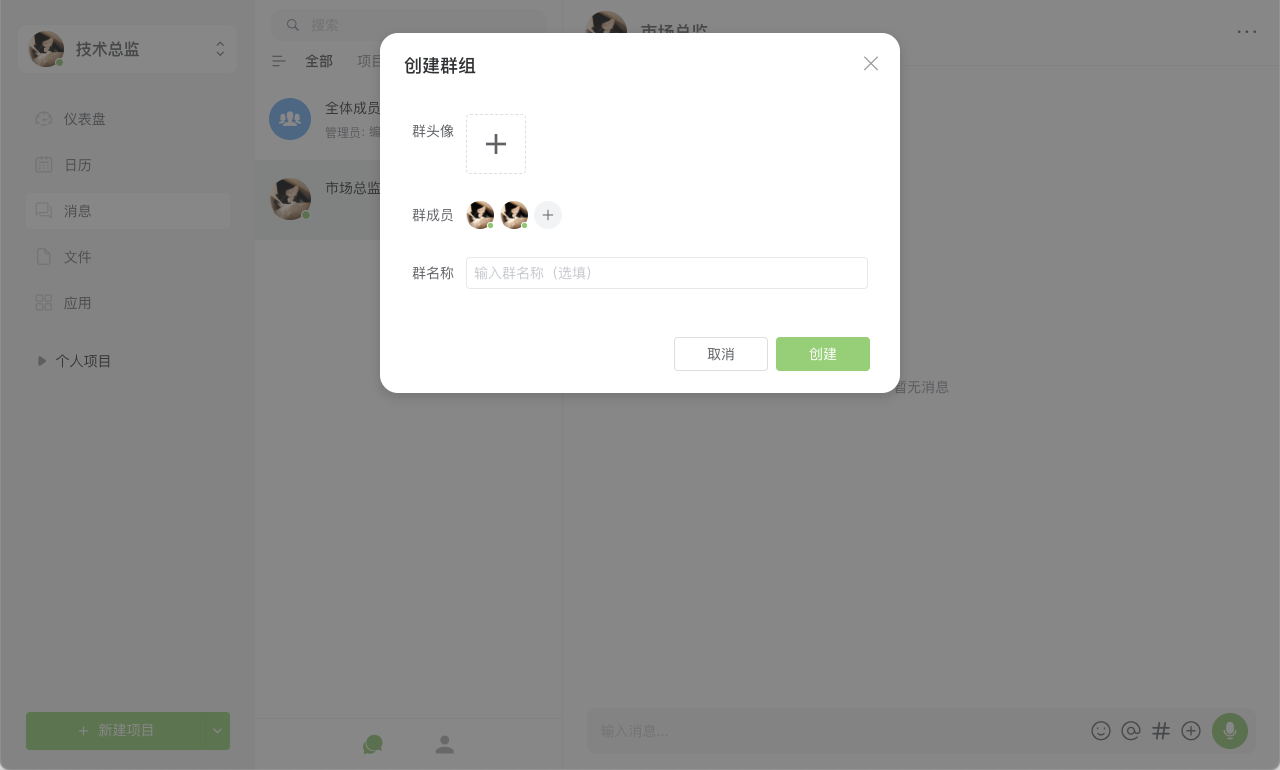 技术总监
仪表盘
日历
消息
文件
应用
个人项目
+ 新建项目
搜索
全部
全体成员
管理员:
市场总监
市场总监
创建群组
群头像
群成员
群名称
输入群名称（选填）
取消
创建
暂无消息
输入消息...